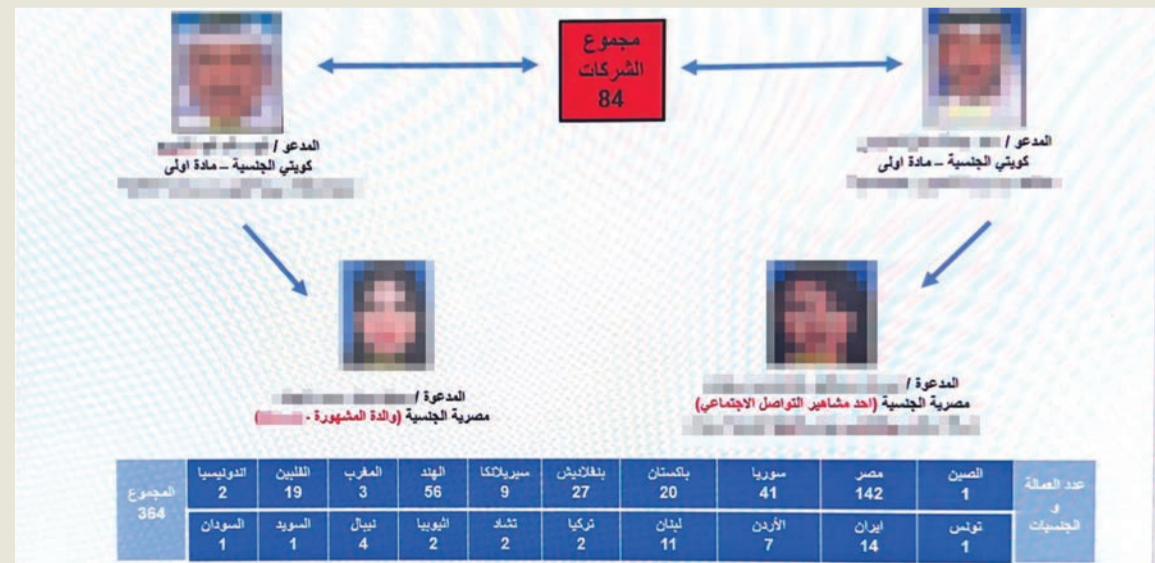 مجموع
الشركات
84
المدعو /
كويتي الجنسية – مادة اولى
المدعو /
كويتي الجنسية – مادة اولى
المدعوة /
مصرية الجنسية (احد مشاهير التواصل الاجتماعي)
المدعوة /
مصرية الجنسية (والدة المشهورة -
عدد العمالة
و
الجنسيات
الصين مصر سوريا باكستان بنغلاديش سيريلانكا الهند المغرب الفلبين اندونيسيا
1 142 41 20 27 9 56 3 19 2
تونس ايران الأردن لبنان تركيا تشاد اثيوبيا نيبال السويد السودان
1 14 7 11 2 2 2 4 1 1
المجموع
364